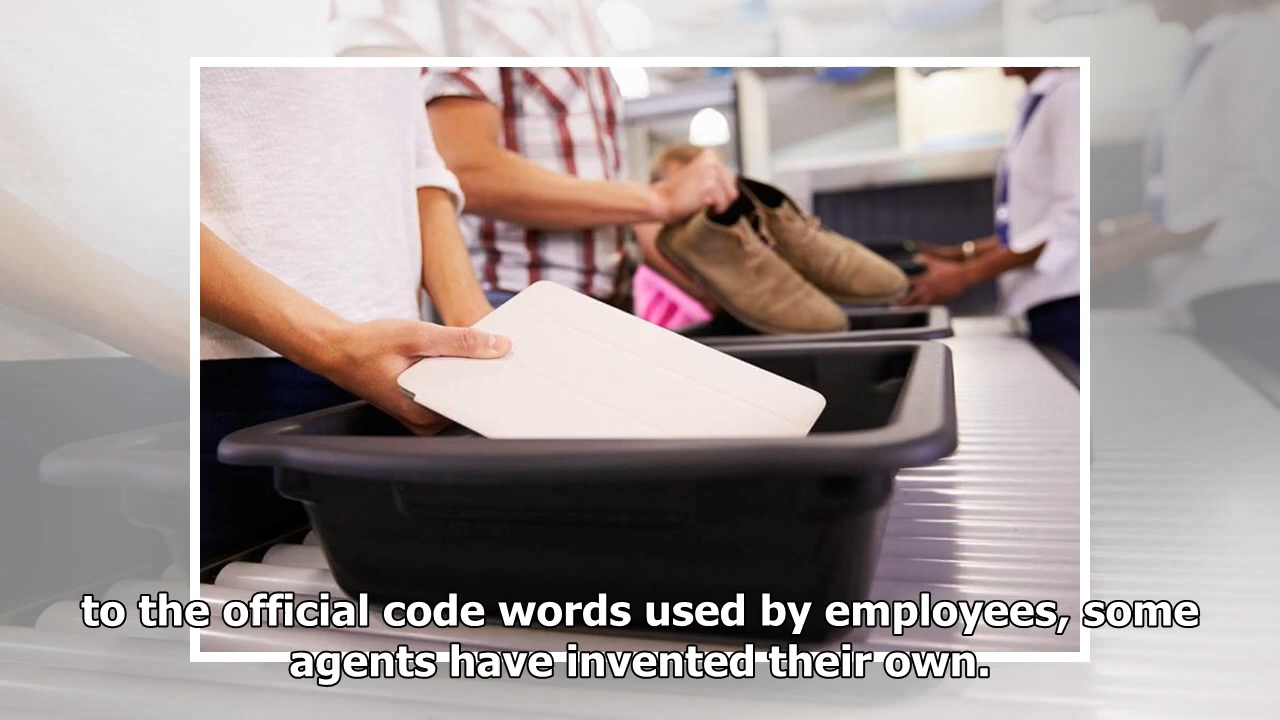 to the official code words used by employees, some
agents have invented their own.